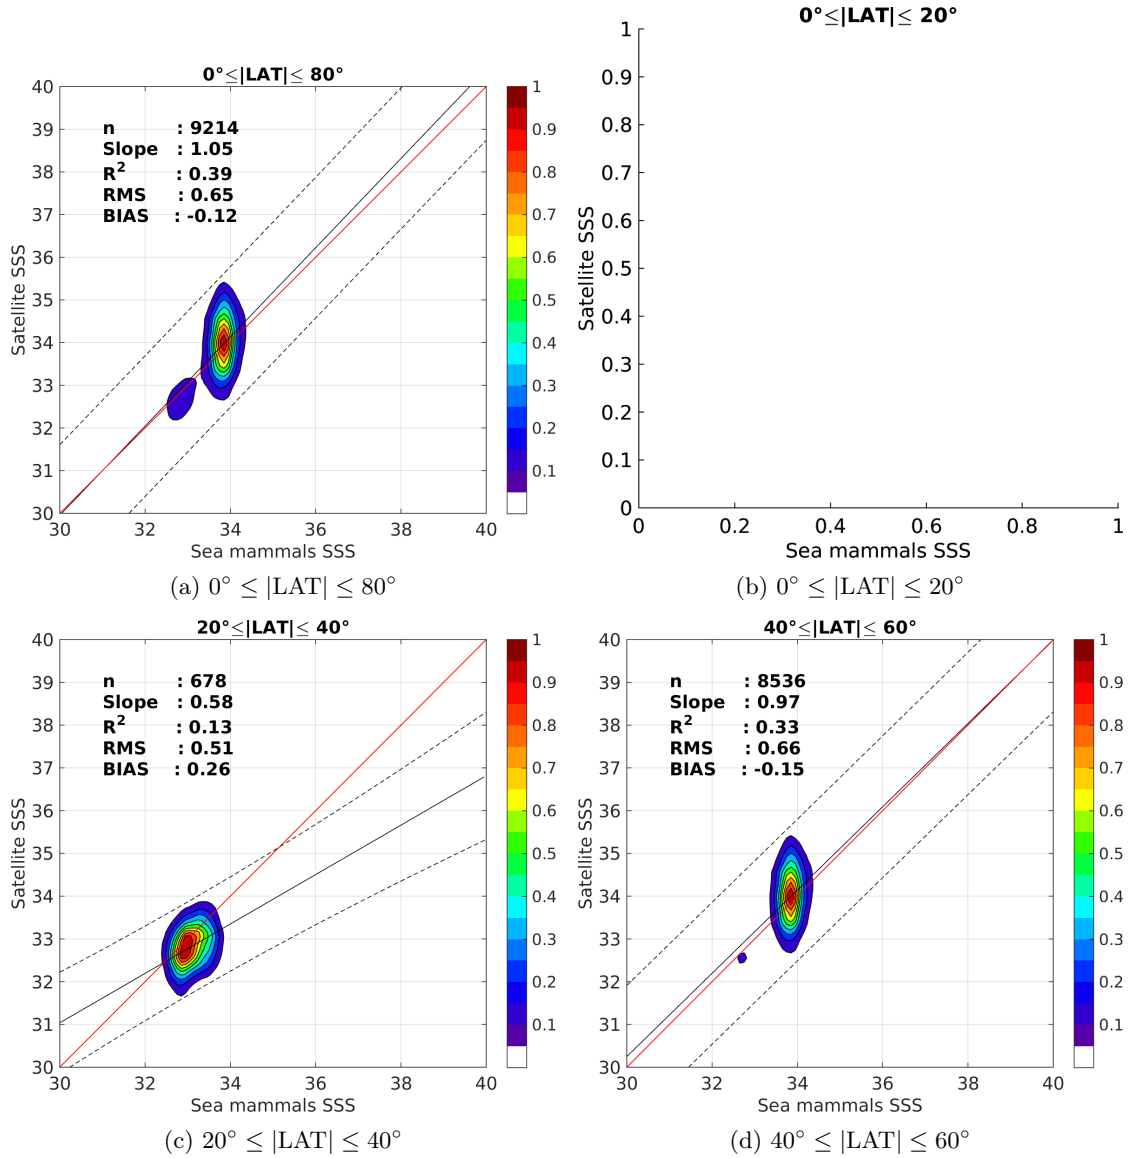 0°≤|LAT|≤ 80°
40
39
38
37
36
35
34
33
32
31
30
30 32 34 36 38 40
Satellite SSS
Sea mammals SSS
n : 9214
Slope : 1.05
R2 : 0.39
RMS : 0.65
BIAS : -0.12
1
0.9
0.8
0.7
0.6
0.5
0.4
0.3
0.2
0.1
(a) 0° ≤ |LAT| ≤ 80°
0°≤|LAT|≤ 20°
1
0.9
0.8
0.7
0.6
0.5
0.4
0.3
0.2
0.1
0
0 0.2 0.4 0.6 0.8 1
Satellite SSS
Sea mammals SSS
(b) 0° ≤ |LAT| ≤ 20°
20°≤|LAT|≤ 40°
40
39
38
37
36
35
34
33
32
31
30
30 32 34 36 38 40
Satellite SSS
Sea mammals SSS
n : 678
Slope : 0.58
R2 : 0.13
RMS : 0.51
BIAS : 0.26
1
0.9
0.8
0.7
0.6
0.5
0.4
0.3
0.2
0.1
(c) 20° ≤ |LAT| ≤ 40°
40°≤|LAT|≤ 60°
40
39
38
37
36
35
34
33
32
31
30
30 32 34 36 38 40
Satellite SSS
Sea mammals SSS
n : 8536
Slope : 0.97
R2 : 0.33
RMS : 0.66
BIAS : -0.15
1
0.9
0.8
0.7
0.6
0.5
0.4
0.3
0.2
0.1
(d) 40° ≤ |LAT| ≤ 60°